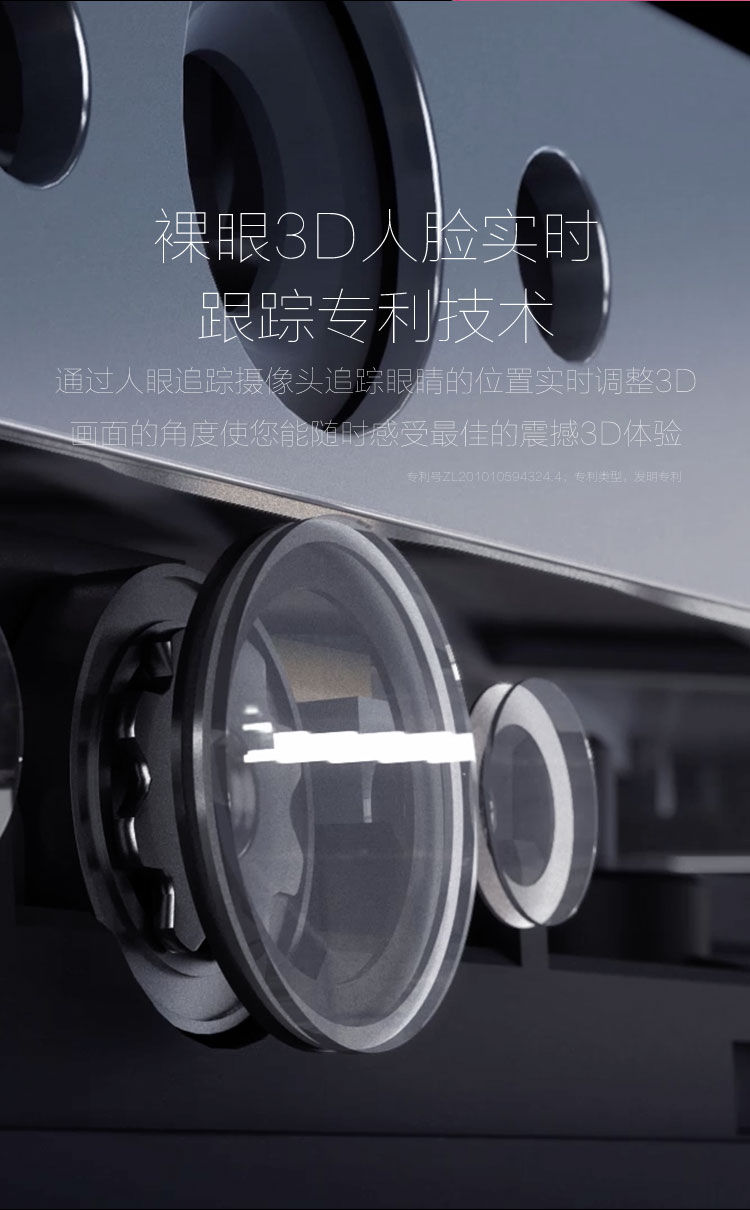 裸眼3D人脸实时
跟踪专利技术
通过人眼追踪摄像头追踪眼睛的位置实时调整3D
画面的角度使您能随时感受最佳的震撼3D体验
专利号ZL201010594324.4；专利类型，发明专利